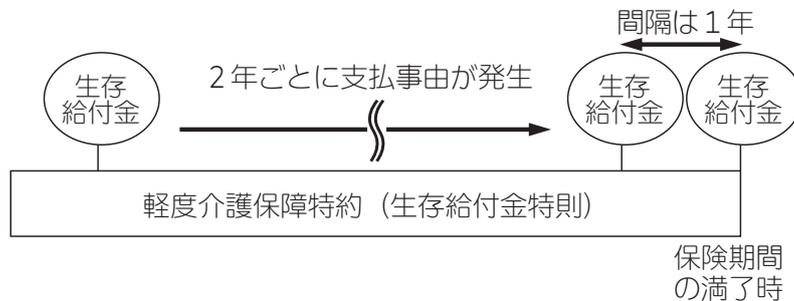 間隔は1年
生存
給付金
2年ごとに支払事由が発生
生存
給付金
生存
給付金
軽度介護保障特約（生存給付金特則）
保険期間
の満了時